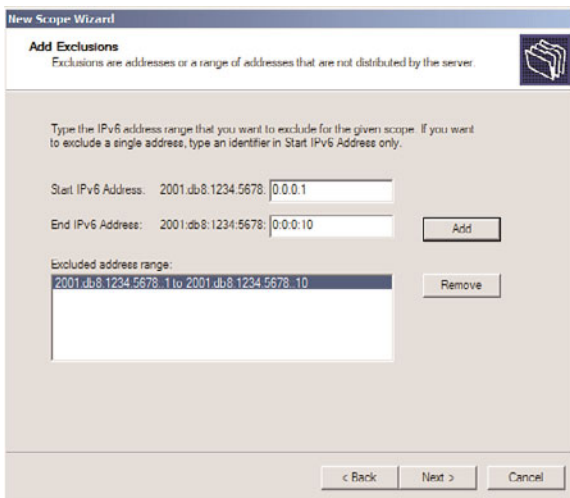 New Scope Wizard
Add Exclusions
Exclusions are addresses or a range of addresses that are not distributed by the server.
Type the IPv6 address range that you want to exclude for the given scope. If you want
to exclude a single address, type an identifier in Start IPv6 Address only.
Start IPv6 Address: 2001:db8:1234:5678: 0:0:0:1
End IPv6 Address: 2001:db8:1234:5678: 0:0:0:10
Add
Excluded address range:
2001:db8:1234:5678::1 to 2001:db8:1234:5678::10
Remove
< Back
Next >
Cancel